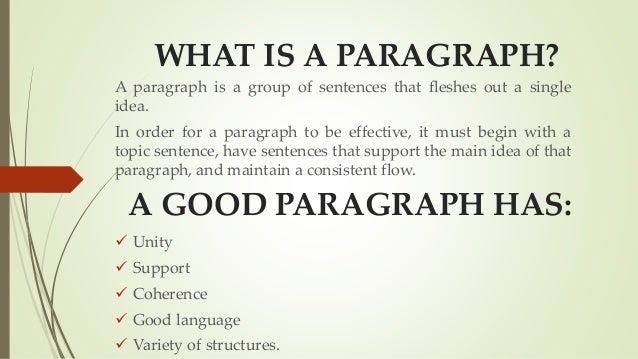 WHAT IS A PARAGRAPH?
A paragraph is a group of sentences that fleshes out a single
idea.
In order for a paragraph to be effective, it must begin with a
topic sentence, have sentences that support the main idea of that
paragraph, and maintain a consistent flow.
A GOOD PARAGRAPH HAS:
✓ Unity
✓ Support
✓ Coherence
✓ Good language
✓ Variety of structures.